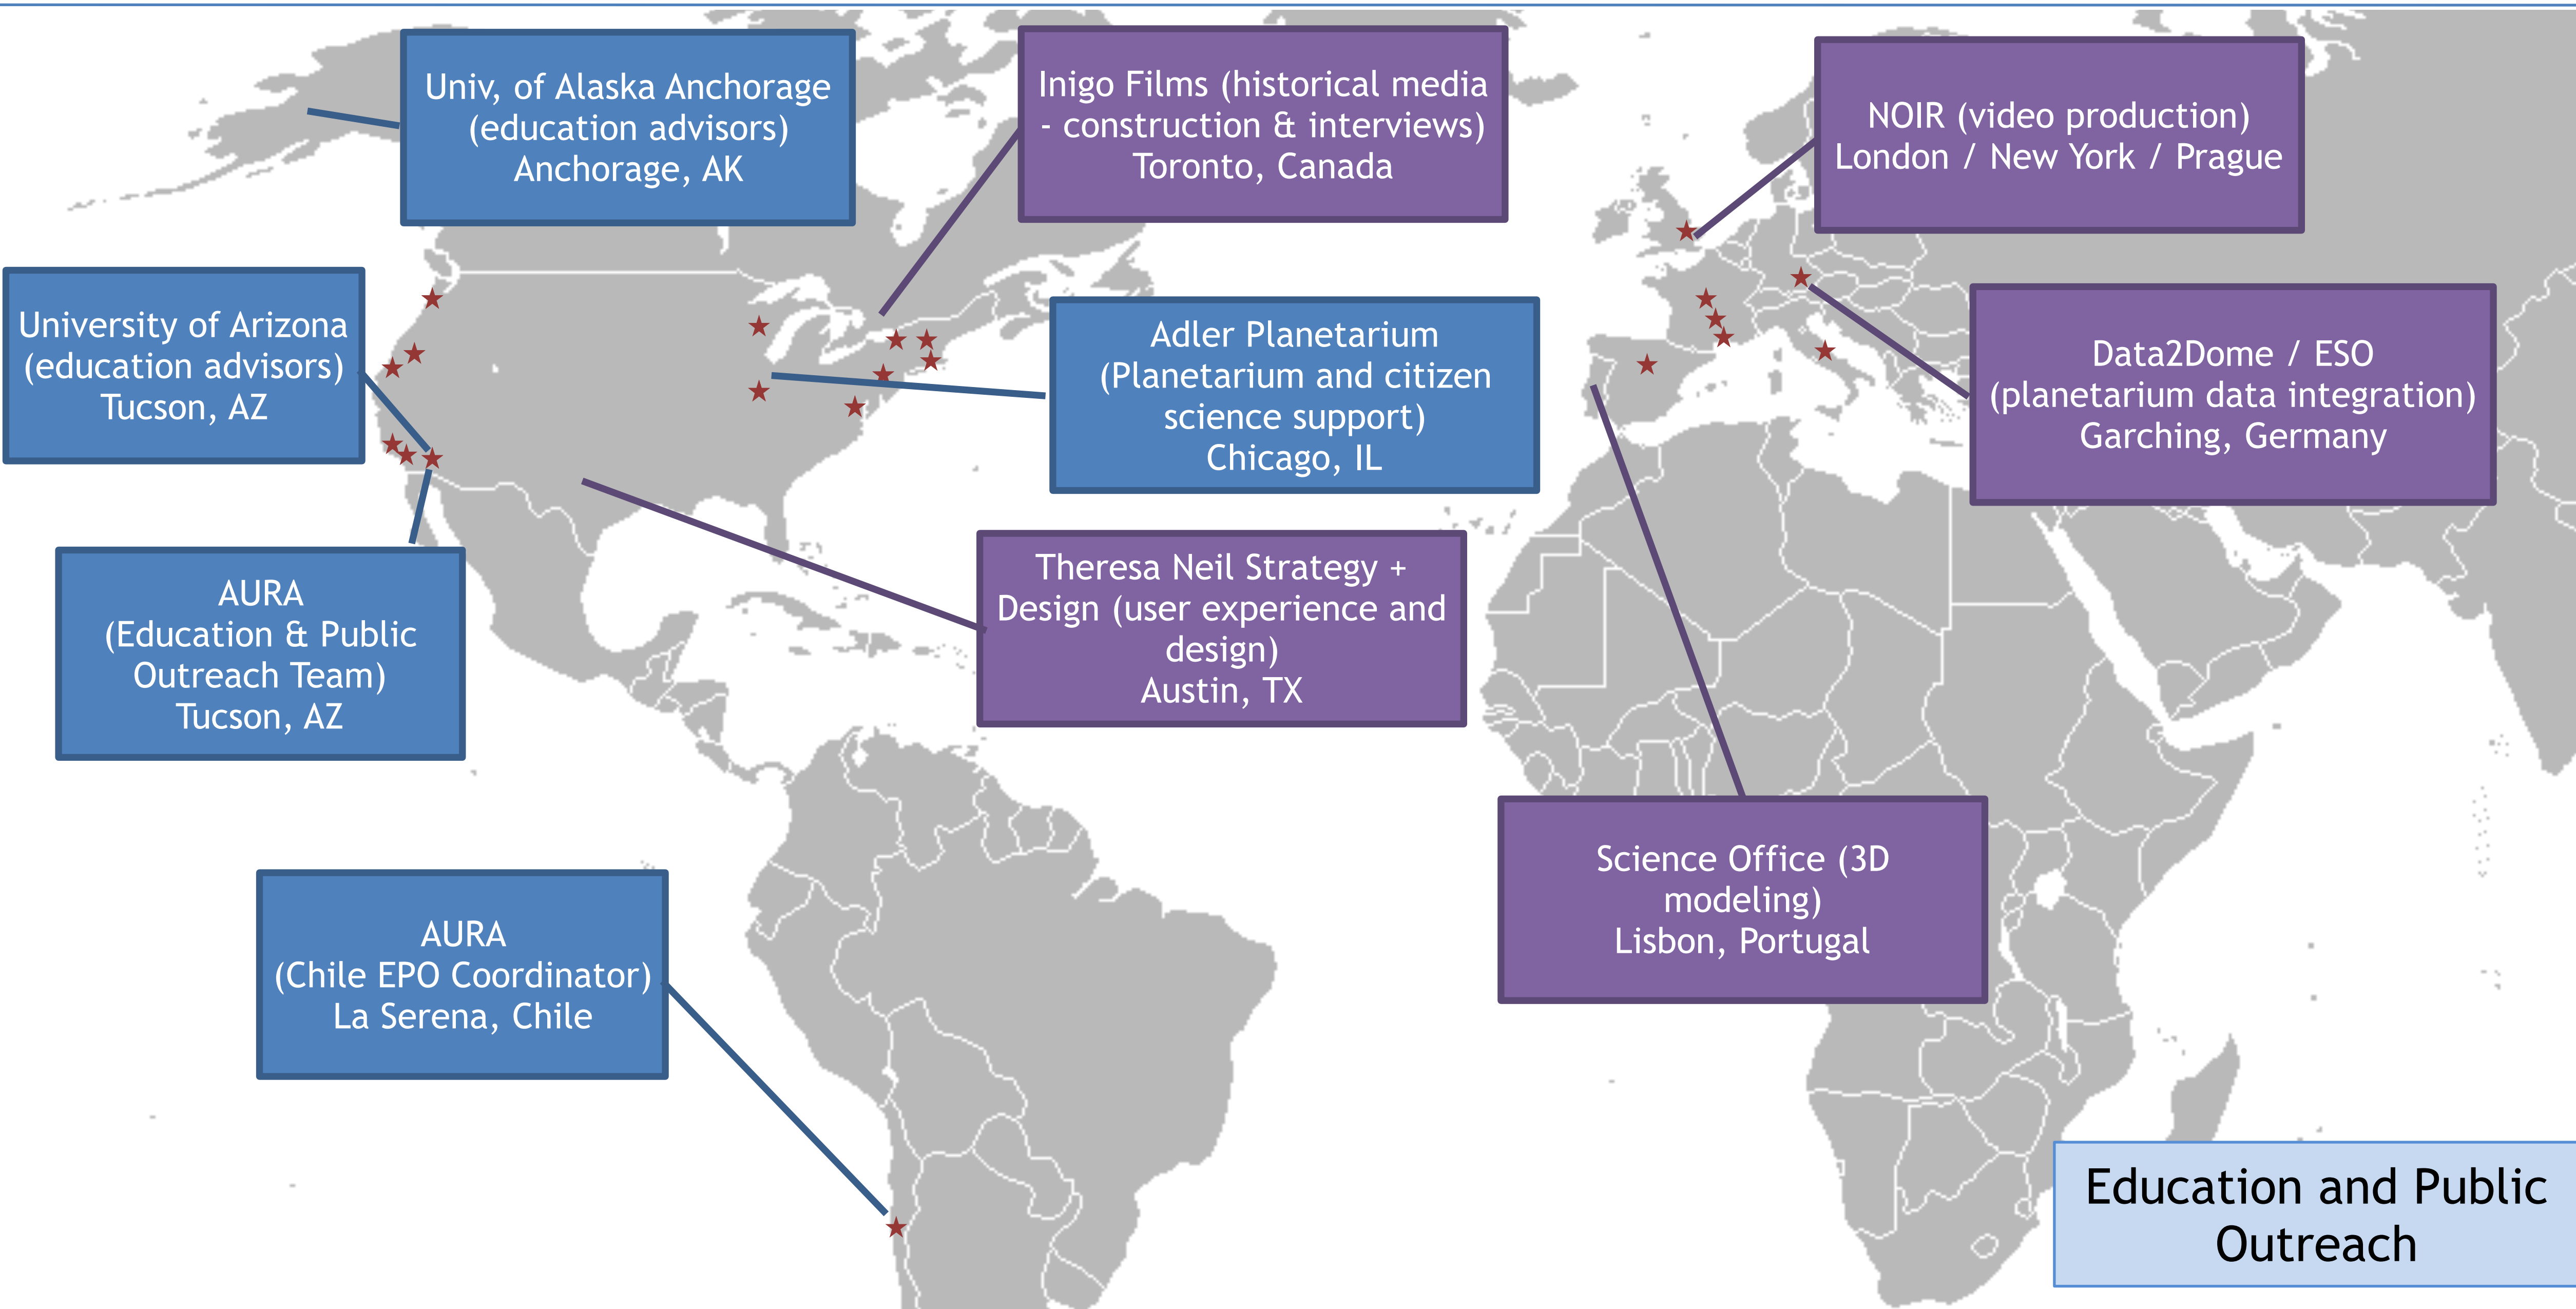 Univ, of Alaska Anchorage
(education advisors)
Anchorage, AK
Inigo Films (historical media
- construction & interviews)
Toronto, Canada
NOIR (video production)
London / New York / Prague
University of Arizona
(education advisors)
Tucson, AZ
Adler Planetarium
(Planetarium and citizen
science support)
Chicago, IL
Data2Dome / ESO
(planetarium data integration)
Garching, Germany
AURA
(Education & Public
Outreach Team)
Tucson, AZ
Theresa Neil Strategy +
Design (user experience and
design)
Austin, TX
Science Office (3D
modeling)
Lisbon, Portugal
AURA
(Chile EPO Coordinator)
La Serena, Chile
Education and Public
Outreach